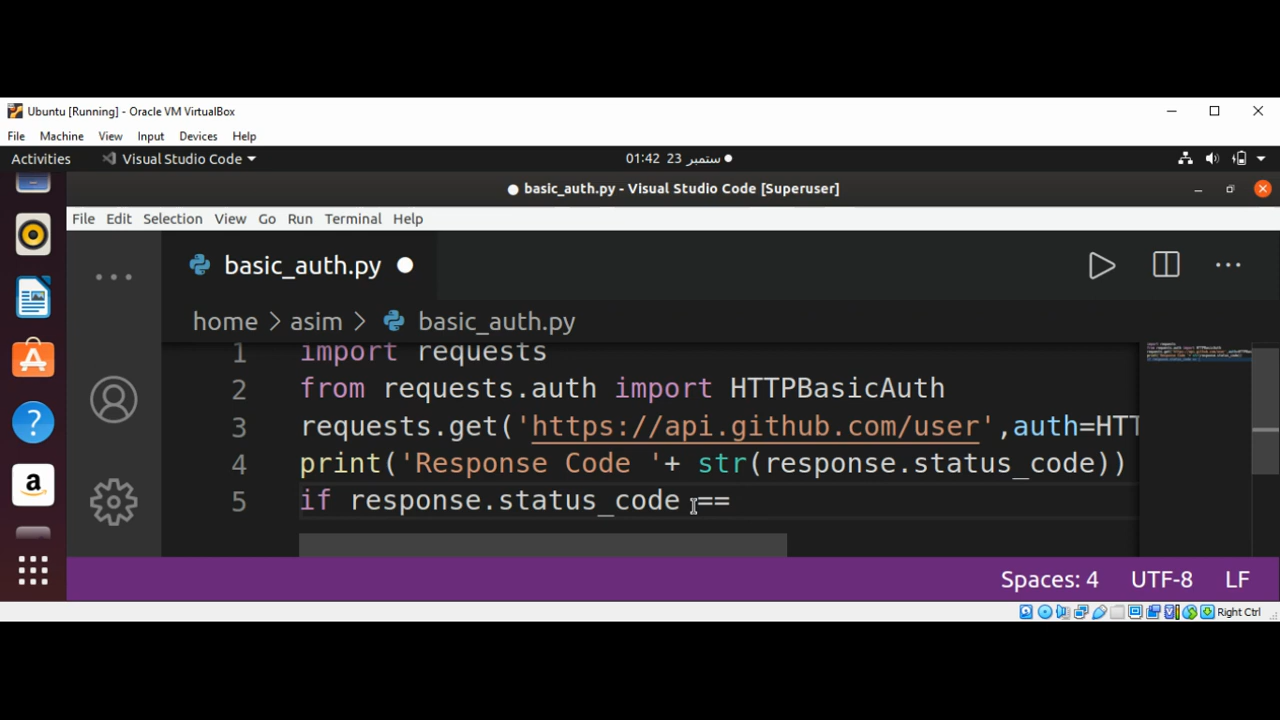 Ubuntu [Running] - Oracle VM VirtualBox
File Machine View Input Devices Help
Activities Visual Studio Code 01:42 23 ستمبر
basic_auth.py - Visual Studio Code [Superuser]
File Edit Selection View Go Run Terminal Help
basic_auth.py
home > asim > basic_auth.py
1 import requests
2 from requests.auth import HTTPBasicAuth
3 requests.get('https://api.github.com/user',auth=HTT
4 print('Response Code '+ str(response.status_code))
5 if response.status_code ==
Spaces: 4 UTF-8 LF
Right Ctrl